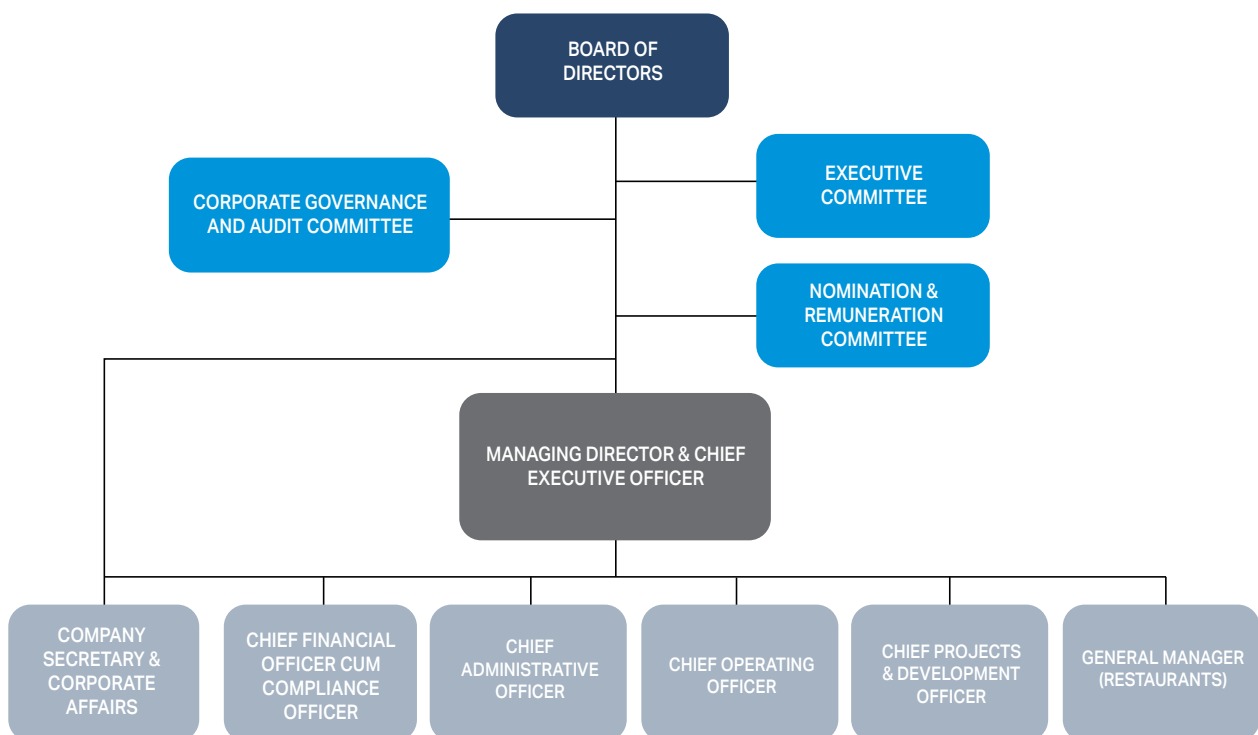 BOARD OF
DIRECTORS
EXECUTIVE
COMMITTEE
CORPORATE GOVERNANCE
AND AUDIT COMMITTEE
NOMINATION &
REMUNERATION
COMMITTEE
MANAGING DIRECTOR & CHIEF
EXECUTIVE OFFICER
COMPANY
SECRETARY &
CORPORATE
AFFAIRS
CHIEF FINANCIAL
OFFICER CUM
COMPLIANCE
OFFICER
CHIEF
ADMINISTRATIVE
OFFICER
CHIEF OPERATING
OFFICER
CHIEF PROJECTS
& DEVELOPMENT
OFFICER
GENERAL MANAGER
(RESTAURANTS)